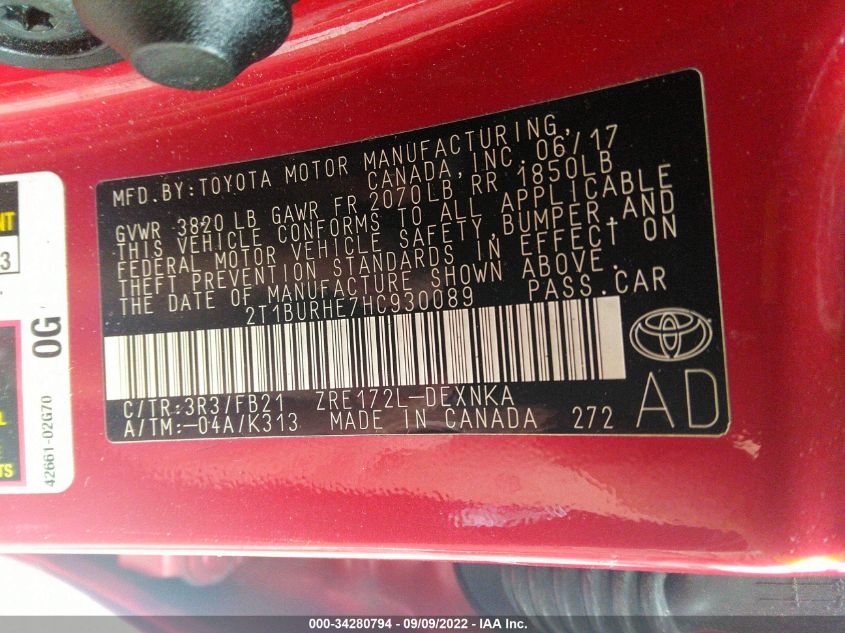 MFD.BY:TOYOTA MOTOR MANUFACTURING,
CANADA, INC. 06/17
GVWR 3820 LB GAWR FR 2070LB RR 1850LB
THIS VEHICLE CONFORMS TO ALL APPLICABLE
FEDERAL MOTOR VEHICLE SAFETY,BUMPER,AND
THEFT PREVENTION STANDARDS IN EFFECT ON
THE DATE OF MANUFACTURE SHOWN ABOVE.
2T1BURHE7HC930089 PASS.CAR
C/TR:3R3/FB21 ZRE172L-DEXNKA
A/TM:-04A/K313 MADE IN CANADA 272
AD
NT
3
0G
42661-02G70
L
E
TS
000-34280794 - 09/09/2022 - IAA Inc.